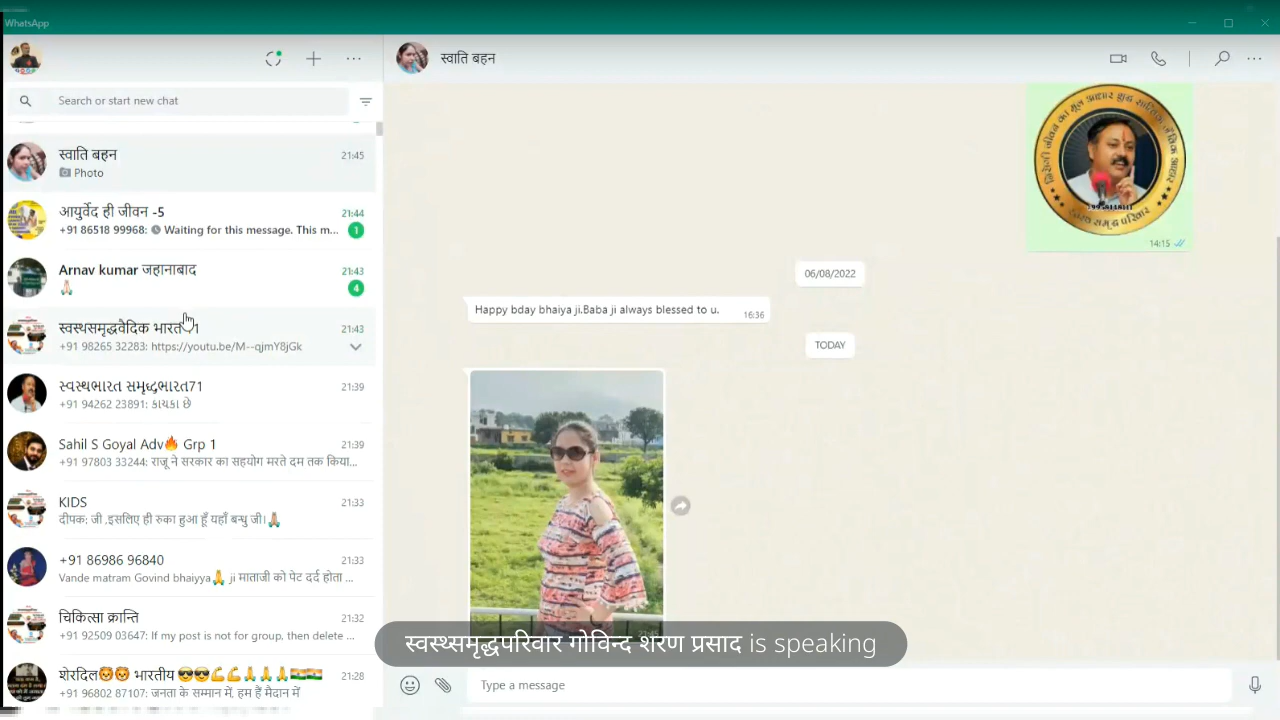 WhatsApp
Search or start new chat
स्वाति बहन
21:45
Photo
आयुर्वेद ही जीवन -5
21:44
+91 86518 99968: Waiting for this message. This m...
1
Arnav kumar जहानाबाद
21:43
🙏🏻
4
स्वस्थसमृद्धवैदिक भारत 1
21:43
+91 98265 32283: https://youtu.be/M--qjmY8jGk
સ્વસ્થભારત સમૃધ્ધભારત71
21:39
+91 94262 23891: કાયકા છે
Sahil S Goyal Adv🔥 Grp 1
21:39
+91 97803 33244: राजू ने सरकार का सहयोग मरते दम तक किया...
KIDS
21:33
दीपक: जी ,इसलिए ही रुका हुआ हूँ यहाँ बन्धु जी।🙏🏻
+91 86986 96840
21:33
Vande matram Govind bhaiyya🙏 ji माताजी को पेट दर्द होता ...
चिकित्सा क्रान्ति
21:32
+91 92509 03647: If my post is not for group, then delete ...
शेरदिल🦁🦁 भारतीय 😎😎💪💪🙏🙏🙏🇮🇳🇮🇳
21:28
+91 96802 87107: जनता के सम्मान में, हम हैं मैदान में
स्वाति बहन
14:15
06/08/2022
Happy bday bhaiya ji.Baba ji always blessed to u.
16:36
TODAY
स्वस्थ्समृद्धपरिवार गोविन्द शरण प्रसाद is speaking
Type a message